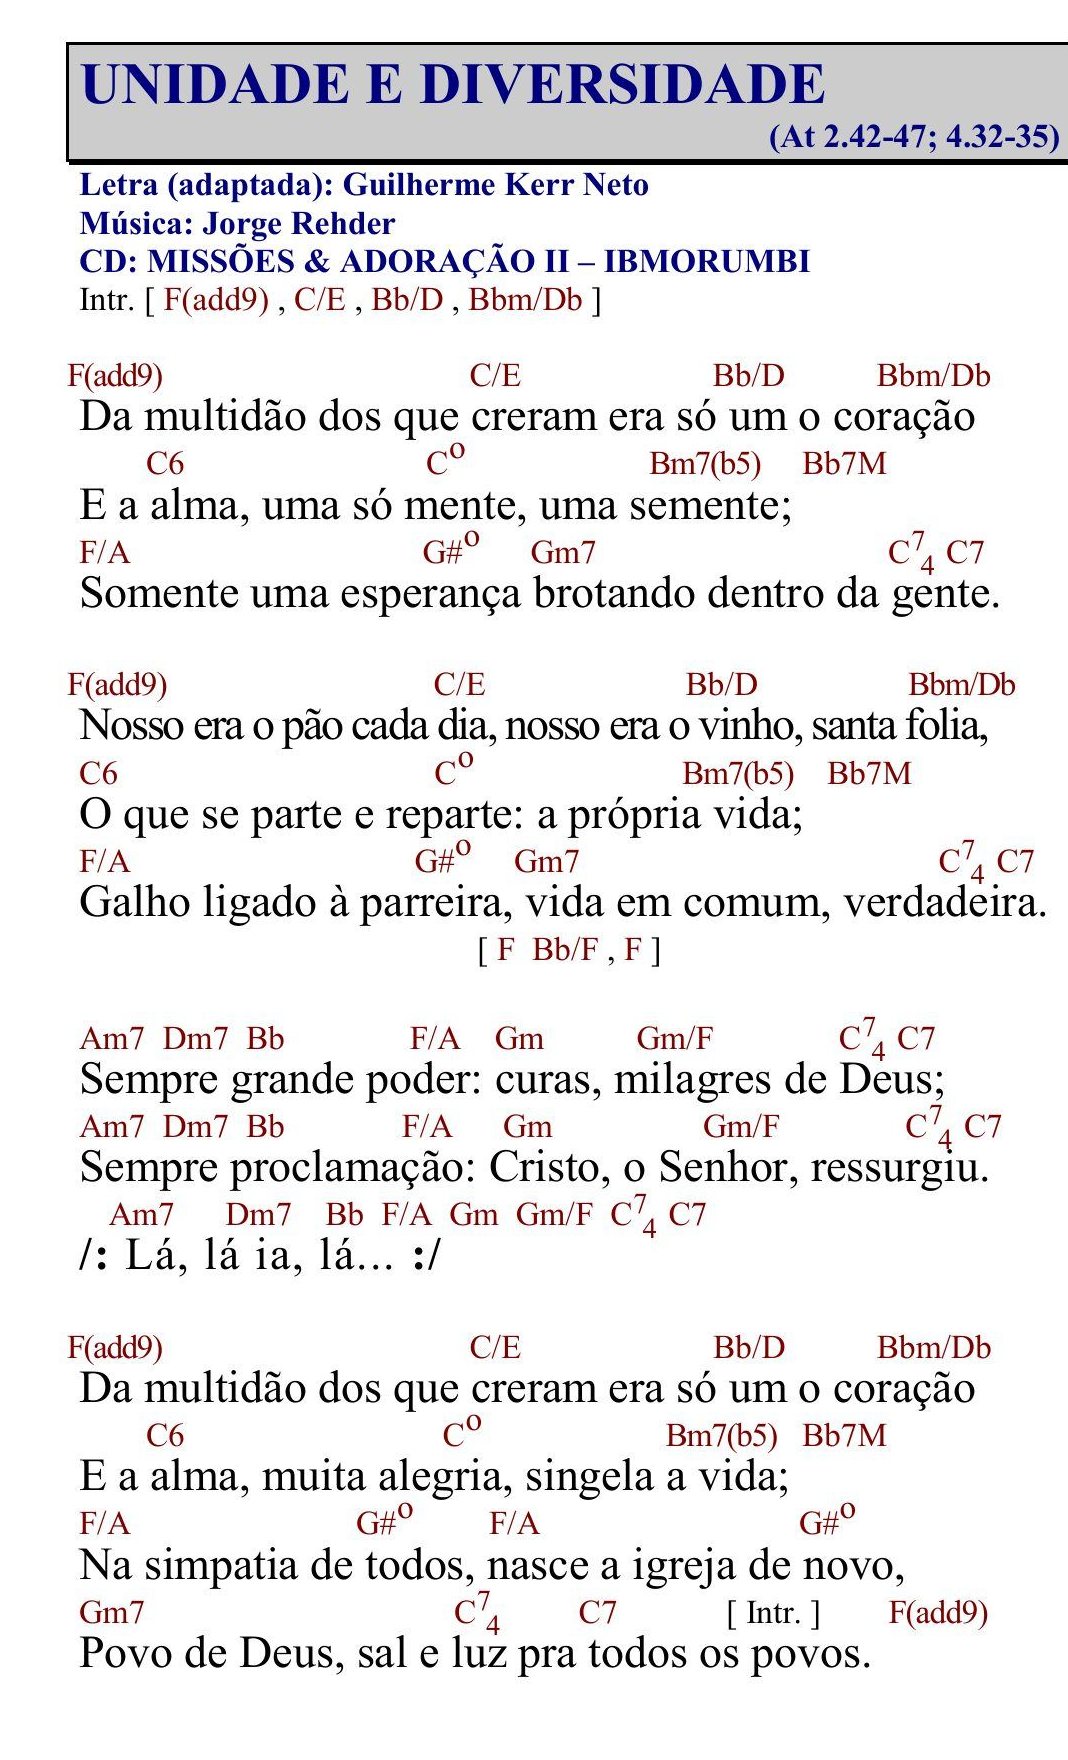 UNIDADE E DIVERSIDADE
(At 2.42-47; 4.32-35)
Letra (adaptada): Guilherme Kerr Neto
Música: Jorge Rehder
CD: MISSÕES & ADORAÇÃO II – IBMORUMBI
Intr. [ F(add9) , C/E , Bb/D , Bbm/Db ]
F(add9) C/E Bb/D Bbm/Db
Da multidão dos que creram era só um o coração
C6 Cº Bm7(b5) Bb7M
E a alma, uma só mente, uma semente;
F/A G#º Gm7 C⁷₄ C7
Somente uma esperança brotando dentro da gente.
F(add9) C/E Bb/D Bbm/Db
Nosso era o pão cada dia, nosso era o vinho, santa folia,
C6 Cº Bm7(b5) Bb7M
O que se parte e reparte: a própria vida;
F/A G#º Gm7 C⁷₄ C7
Galho ligado à parreira, vida em comum, verdadeira.
[ F Bb/F , F ]
Am7 Dm7 Bb F/A Gm Gm/F C⁷₄ C7
Sempre grande poder: curas, milagres de Deus;
Am7 Dm7 Bb F/A Gm Gm/F C⁷₄ C7
Sempre proclamação: Cristo, o Senhor, ressurgiu.
Am7 Dm7 Bb F/A Gm Gm/F C⁷₄ C7
/: Lá, lá ia, lá... :/
F(add9) C/E Bb/D Bbm/Db
Da multidão dos que creram era só um o coração
C6 Cº Bm7(b5) Bb7M
E a alma, muita alegria, singela a vida;
F/A G#º F/A G#º
Na simpatia de todos, nasce a igreja de novo,
Gm7 C⁷₄ C7 [ Intr. ] F(add9)
Povo de Deus, sal e luz pra todos os povos.